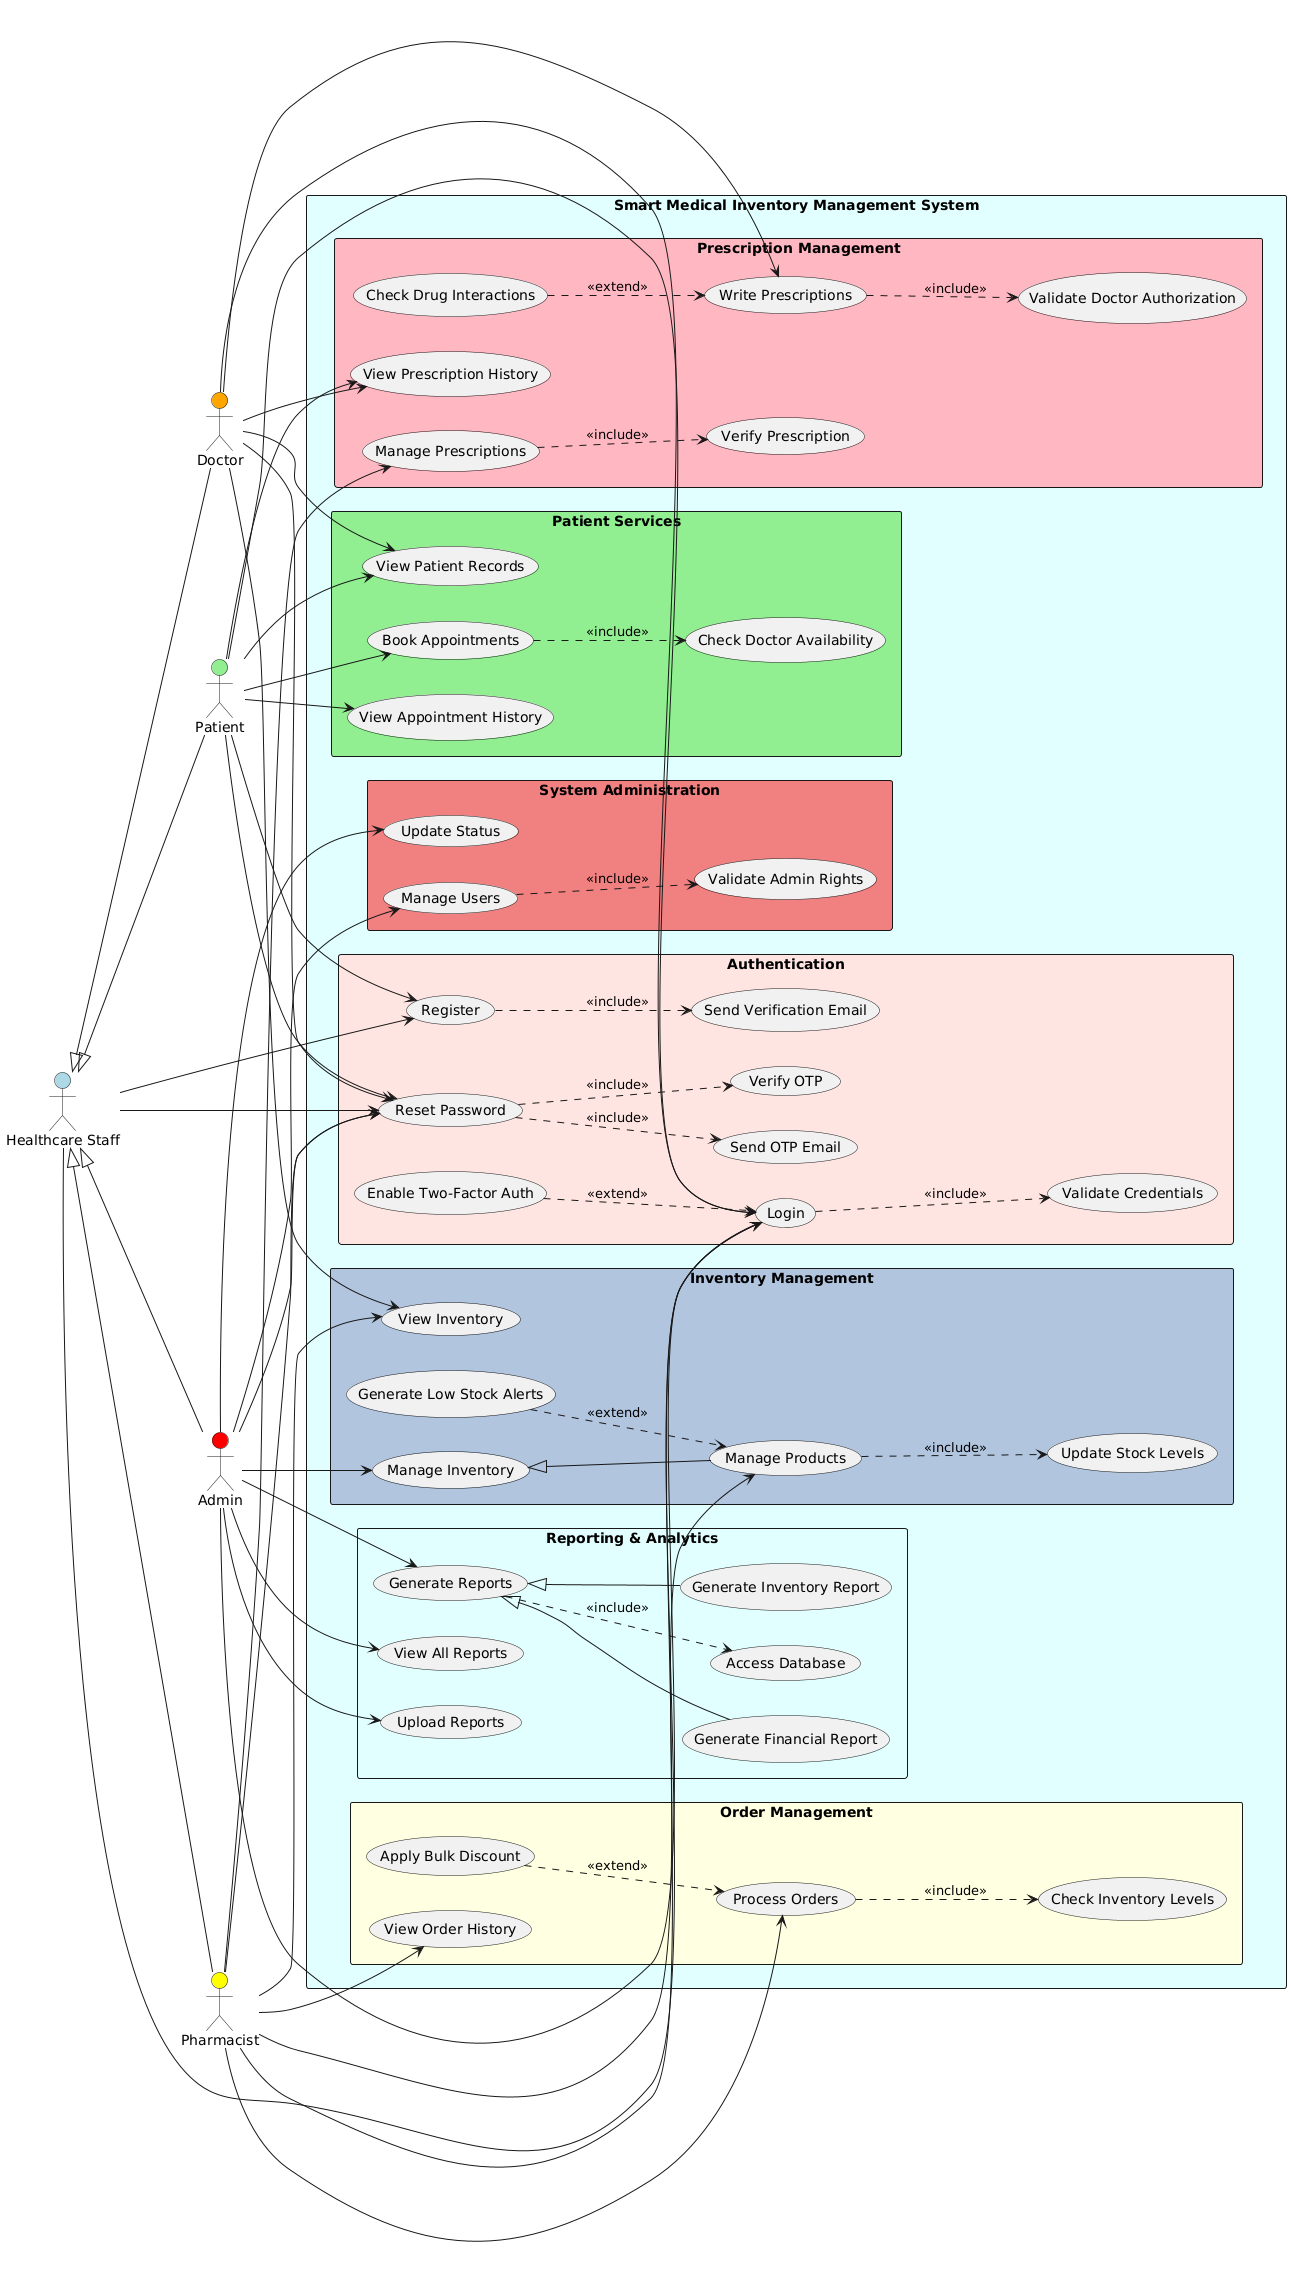 Smart Medical Inventory Management System
Prescription Management
Check Drug Interactions
«extend»
Write Prescriptions
«include»
Validate Doctor Authorization
View Prescription History
Manage Prescriptions
«include»
Verify Prescription
Doctor
Patient Services
View Patient Records
Book Appointments
«include»
Check Doctor Availability
View Appointment History
Patient
System Administration
Update Status
Manage Users
«include»
Validate Admin Rights
Authentication
Register
«include»
Send Verification Email
Reset Password
«include»
Verify OTP
«include»
Send OTP Email
Enable Two-Factor Auth
«extend»
Login
«include»
Validate Credentials
Healthcare Staff
Inventory Management
View Inventory
Generate Low Stock Alerts
«extend»
Manage Products
«include»
Update Stock Levels
Manage Inventory
Admin
Reporting & Analytics
Generate Reports
Generate Inventory Report
«include»
View All Reports
Access Database
Upload Reports
Generate Financial Report
Order Management
Apply Bulk Discount
«extend»
Process Orders
«include»
Check Inventory Levels
View Order History
Pharmacist